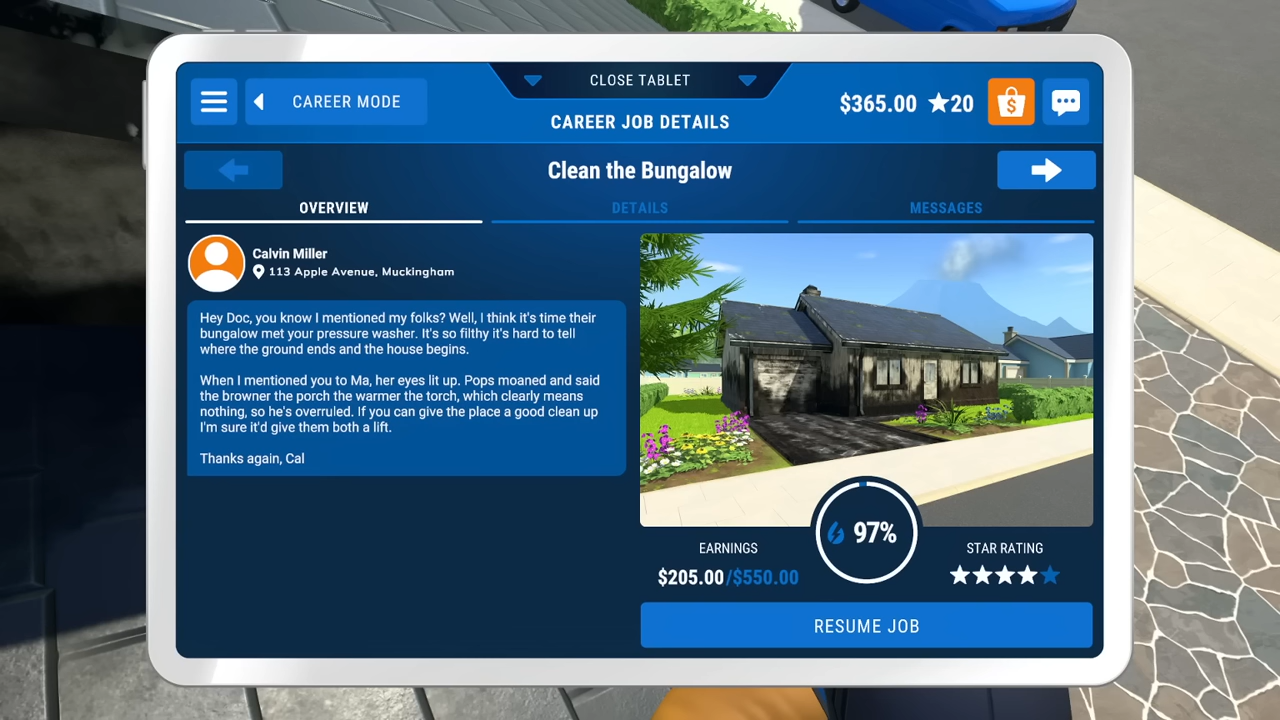 CLOSE TABLET
CAREER MODE
$365.00 ★20
$
CAREER JOB DETAILS
Clean the Bungalow
OVERVIEW
DETAILS
MESSAGES
Calvin Miller
113 Apple Avenue, Muckingham
Hey Doc, you know I mentioned my folks? Well, I think it's time their
bungalow met your pressure washer. It's so filthy it's hard to tell
where the ground ends and the house begins.
When I mentioned you to Ma, her eyes lit up. Pops moaned and said
the browner the porch the warmer the torch, which clearly means
nothing, so he's overruled. If you can give the place a good clean up
I'm sure it'd give them both a lift.
Thanks again, Cal
97%
EARNINGS
$205.00/$550.00
STAR RATING
RESUME JOB